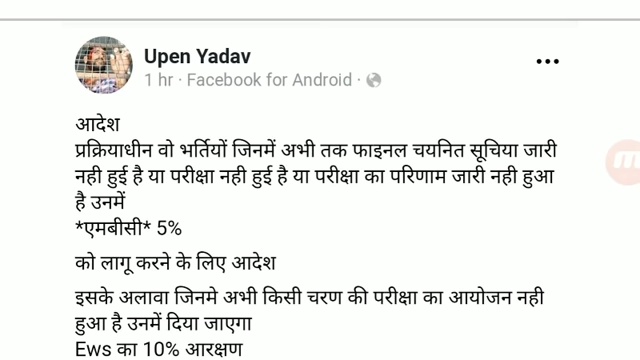 Upen Yadav
1 hr · Facebook for Android ·
आदेश
प्रक्रियाधीन वो भर्तियों जिनमें अभी तक फाइनल चयनित सूचिया जारी
नही हुई है या परीक्षा नही हुई है या परीक्षा का परिणाम जारी नही हुआ
है उनमें
*एमबीसी* 5%
को लागू करने के लिए आदेश
इसके अलावा जिनमे अभी किसी चरण की परीक्षा का आयोजन नही
हुआ है उनमें दिया जाएगा
Ews का 10% आरक्षण